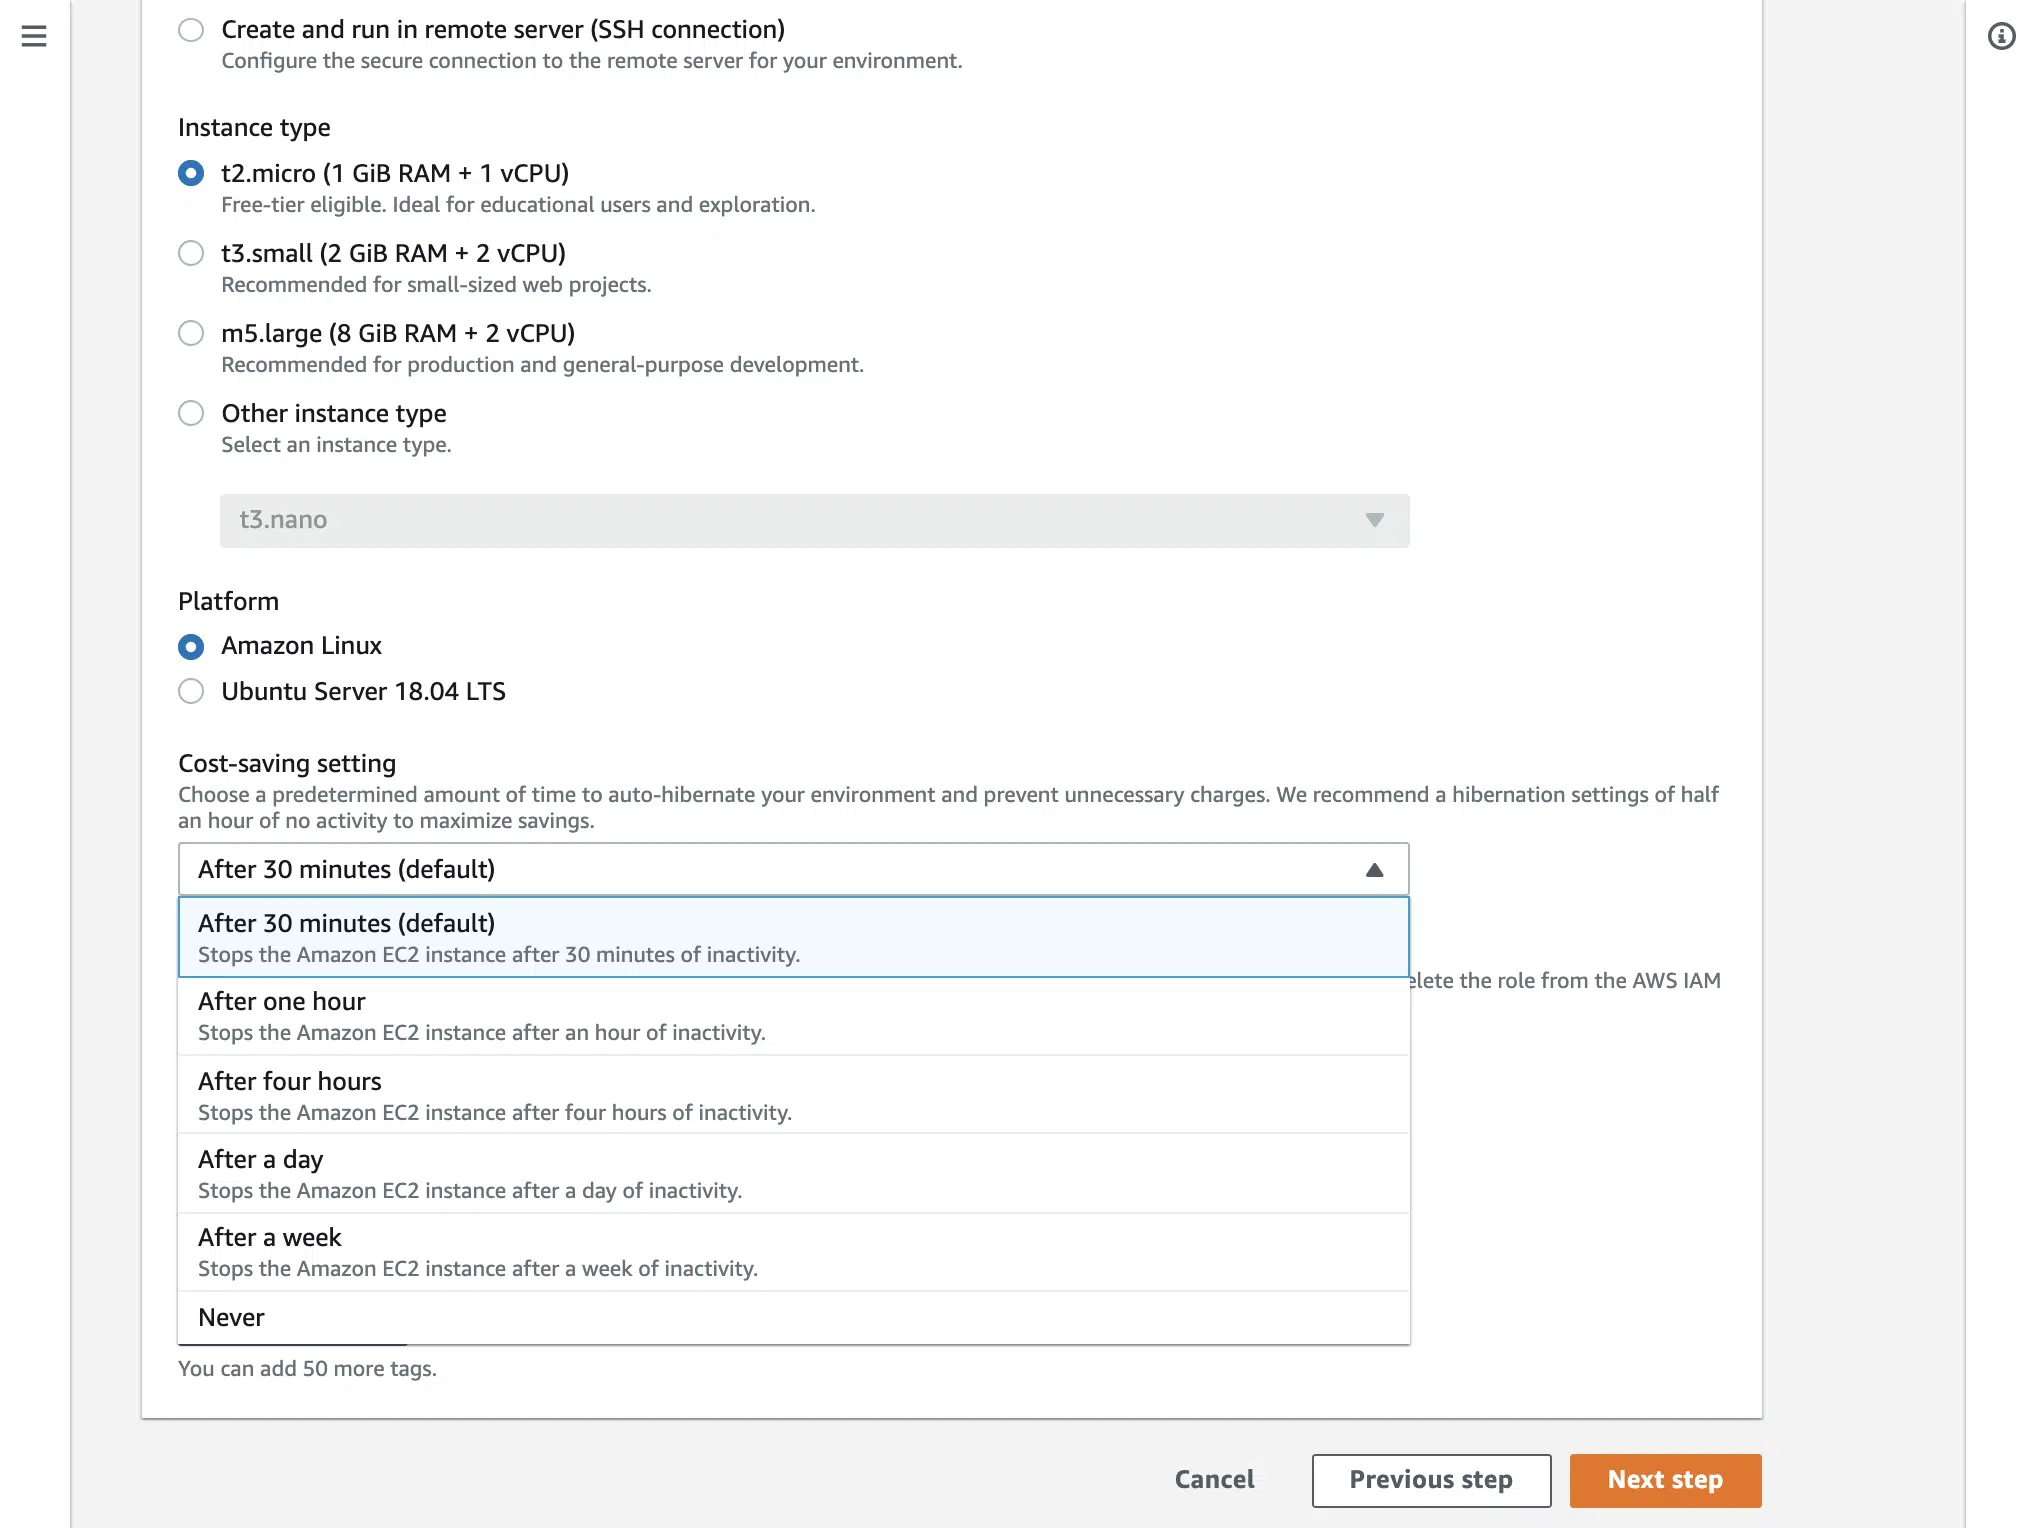 Create and run in remote server (SSH connection)
Configure the secure connection to the remote server for your environment.
Instance type
t2.micro (1 GiB RAM + 1 vCPU)
Free-tier eligible. Ideal for educational users and exploration.
t3.small (2 GiB RAM + 2 vCPU)
Recommended for small-sized web projects.
m5.large (8 GiB RAM + 2 vCPU)
Recommended for production and general-purpose development.
Other instance type
Select an instance type.
t3.nano
Platform
Amazon Linux
Ubuntu Server 18.04 LTS
Cost-saving setting
Choose a predetermined amount of time to auto-hibernate your environment and prevent unnecessary charges. We recommend a hibernation settings of half
an hour of no activity to maximize savings.
After 30 minutes (default)
After 30 minutes (default)
Stops the Amazon EC2 instance after 30 minutes of inactivity.
elete the role from the AWS IAM
After one hour
Stops the Amazon EC2 instance after an hour of inactivity.
After four hours
Stops the Amazon EC2 instance after four hours of inactivity.
After a day
Stops the Amazon EC2 instance after a day of inactivity.
After a week
Stops the Amazon EC2 instance after a week of inactivity.
Never
You can add 50 more tags.
Cancel
Previous step
Next step